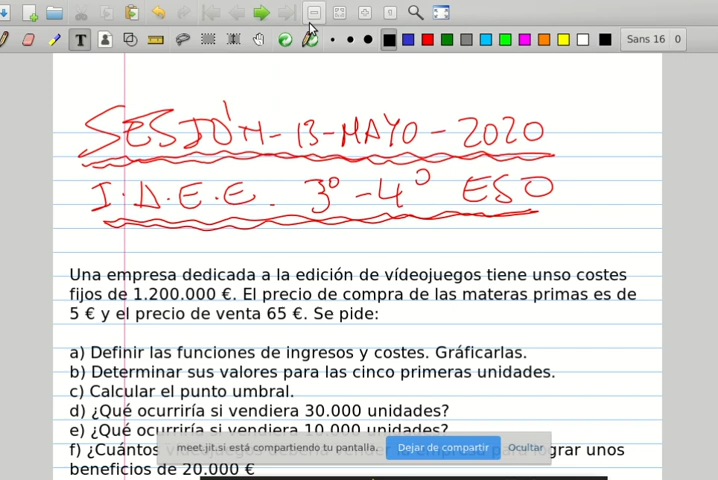 Sans 16 0
SESIÓN - 13 - MAYO - 2020
I.D.E.E. 3º - 4º ESO
Una empresa dedicada a la edición de vídeojuegos tiene unso costes
fijos de 1.200.000 €. El precio de compra de las materas primas es de
5 € y el precio de venta 65 €. Se pide:
a) Definir las funciones de ingresos y costes. Gráficarlas.
b) Determinar sus valores para las cinco primeras unidades.
c) Calcular el punto umbral.
d) ¿Qué ocurriría si vendiera 30.000 unidades?
e) ¿Qué ocurriría si vendiera 10.000 unidades?
meet.jit.si está compartiendo tu pantalla. Dejar de compartir Ocultar
f) ¿Cuántos grar unos
beneficios de 20.000 €